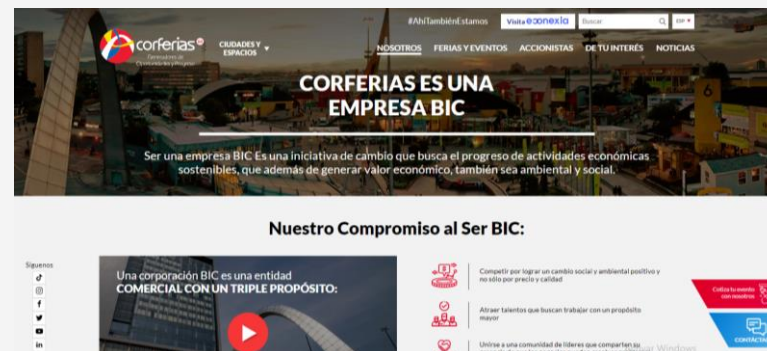 #AhíTambiénEstamos
Visita econexia
Buscar
ESP
corferias
CIUDADES Y
ESPACIOS
NOSOTROS FERIAS Y EVENTOS ACCIONISTAS DE TU INTERÉS NOTICIAS
CORFERIAS ES UNA
EMPRESA BIC
Ser una empresa BIC Es una iniciativa de cambio que busca el progreso de actividades económicas
sostenibles, que además de generar valor económico, también sea ambiental y social.
Nuestro Compromiso al Ser BIC:
Síguenos
Una corporación BIC es una entidad
COMERCIAL CON UN TRIPLE PROPÓSITO:
Competir por lograr un cambio social y ambiental positivo y
no sólo por precio y calidad
Atraer talentos que buscan trabajar con un propósito
mayor
Unirse a una comunidad de líderes que comparten su
Cotiza tu evento
con nosotros
Windows